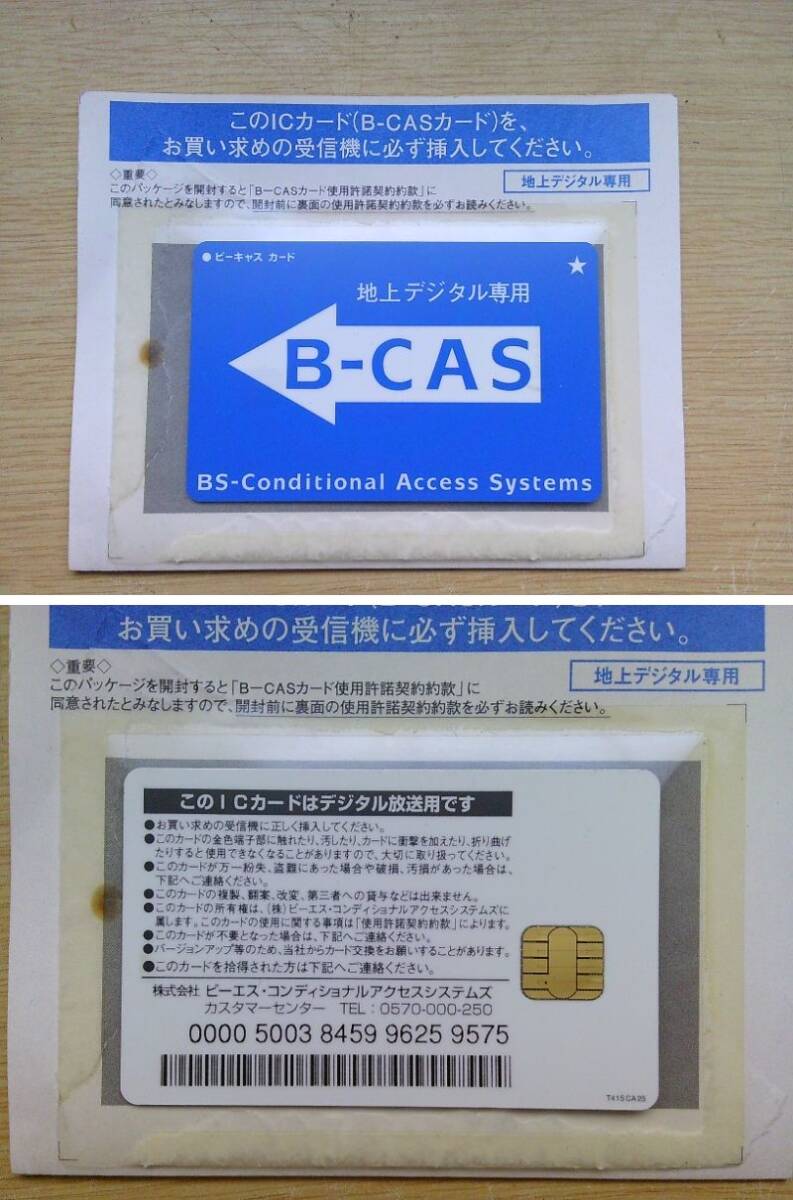 このICカード(B-CASカード)を、
お買い求めの受信機に必ず挿入してください。
◇重要◇
このパッケージを開封すると「B-CASカード使用許諾契約約款」に
同意されたとみなしますので、開封前に裏面の使用許諾契約約款を必ずお読みください。
地上デジタル専用
●ビーキャス カード
★
地上デジタル専用
B-CAS
BS-Conditional Access Systems
お買い求めの受信機に必ず挿入してください。
◇重要◇
このパッケージを開封すると「B-CASカード使用許諾契約約款」に
同意されたとみなしますので、開封前に裏面の使用許諾契約約款を必ずお読みください。
地上デジタル専用
このICカードはデジタル放送用です
●お買い求めの受信機に正しく挿入してください。
●このカードの金色端子部に触れたり、汚したり、カードに衝撃を加えたり、折り曲げ
たりすると使用できなくなることがありますので、大切に取り扱ってください。
●このカードが万一紛失、盗難にあった場合や破損、汚損があった場合は、
下記へご連絡ください。
●このカードの複製、翻案、改変、第三者への貸与などは出来ません。
●このカードの所有権は、(株)ビーエス・コンディショナルアクセスシステムズに
属します。このカードの使用に関する事項は「使用許諾契約約款」によります。
●このカードが不要となった場合は、下記へご連絡ください。
●バージョンアップ等のため、当社からカード交換をお願いすることがあります。
●このカードを拾得された方は下記へご連絡ください。
株式会社 ビーエス・コンディショナルアクセスシステムズ
カスタマーセンター TEL:0570-000-250
0000 5003 8459 9625 9575
T415CA25